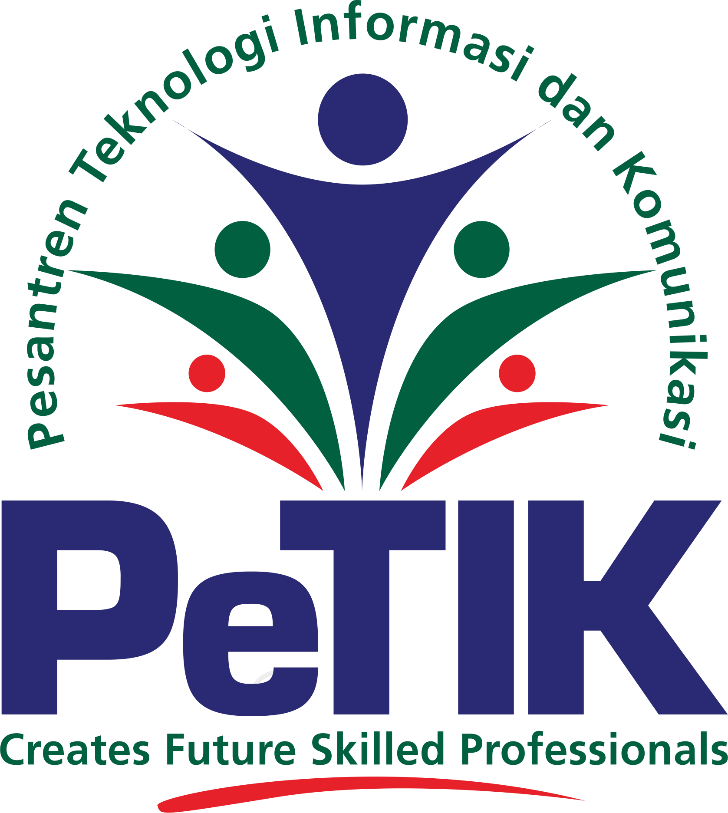 Pesantren Teknologi Informasi dan Komunikasi
PeTIK
Creates Future Skilled Professionals